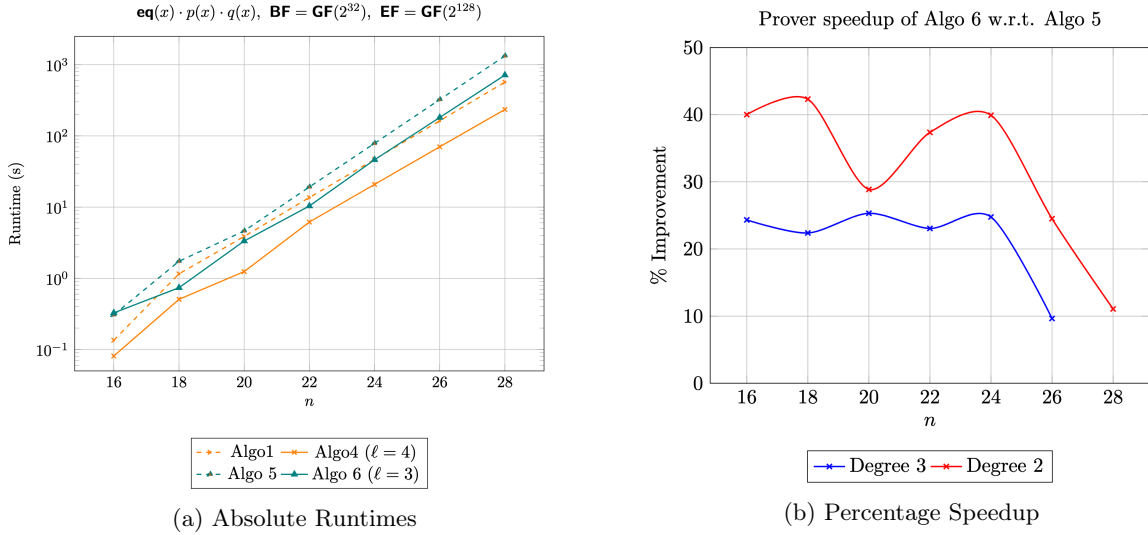 eq(x) · p(x) · q(x), BF = GF(2^32), EF = GF(2^128)
10^3
10^2
10^1
10^0
10^−1
Runtime (s)
16 18 20 22 24 26 28
n
Algo1 Algo4 (ℓ = 4)
Algo 5 Algo 6 (ℓ = 3)
(a) Absolute Runtimes
Prover speedup of Algo 6 w.r.t. Algo 5
50
40
30
20
10
0
% Improvement
16 18 20 22 24 26 28
n
Degree 3 Degree 2
(b) Percentage Speedup